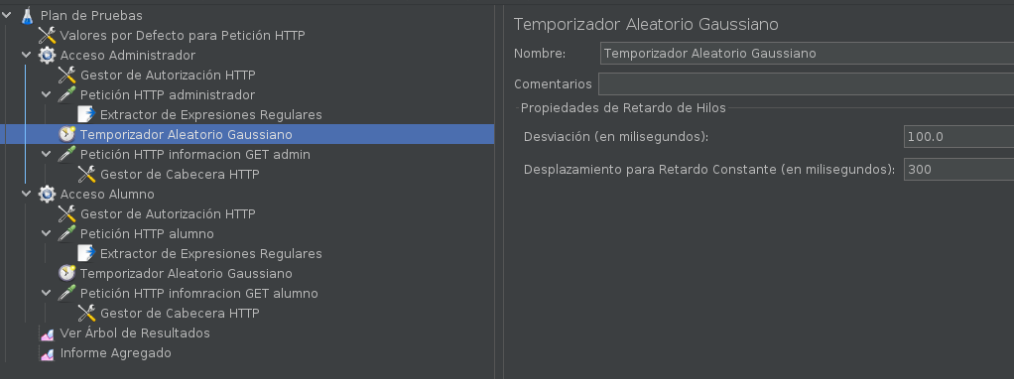 Plan de Pruebas
Valores por Defecto para Petición HTTP
Acceso Administrador
Gestor de Autorización HTTP
Petición HTTP administrador
Extractor de Expresiones Regulares
Temporizador Aleatorio Gaussiano
Petición HTTP informacion GET admin
Gestor de Cabecera HTTP
Acceso Alumno
Gestor de Autorización HTTP
Petición HTTP alumno
Extractor de Expresiones Regulares
Temporizador Aleatorio Gaussiano
Petición HTTP infomracion GET alumno
Gestor de Cabecera HTTP
Ver Árbol de Resultados
Informe Agregado
Temporizador Aleatorio Gaussiano
Nombre: Temporizador Aleatorio Gaussiano
Comentarios
Propiedades de Retardo de Hilos
Desviación (en milisegundos): 100.0
Desplazamiento para Retardo Constante (en milisegundos): 300